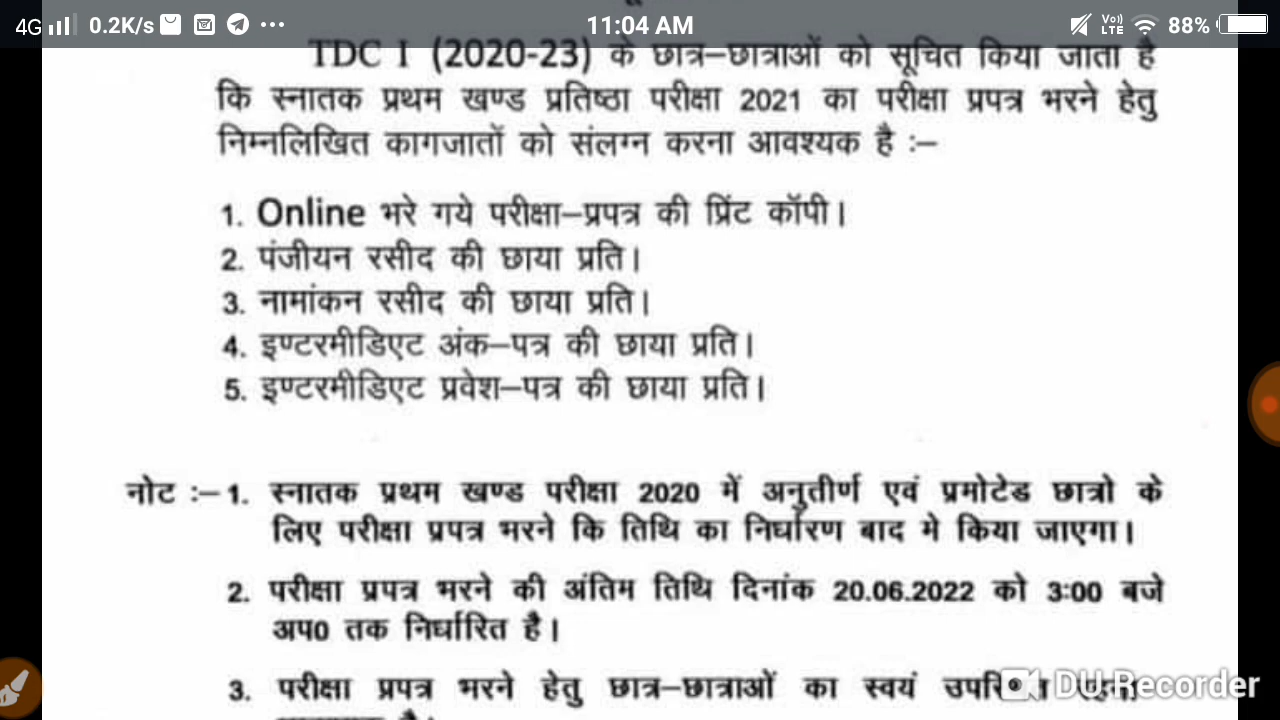 4G 0.2K/s 11:04 AM Vo) LTE 88%
TDC I (2020-23) के छात्र–छात्राओं को सूचित किया जाता है
कि स्नातक प्रथम खण्ड प्रतिष्ठा परीक्षा 2021 का परीक्षा प्रपत्र भरने हेतु
निम्नलिखित कागजातों को संलग्न करना आवश्यक है :–
1. Online भरे गये परीक्षा–प्रपत्र की प्रिंट कॉपी।
2. पंजीयन रसीद की छाया प्रति।
3. नामांकन रसीद की छाया प्रति।
4. इण्टरमीडिएट अंक–पत्र की छाया प्रति।
5. इण्टरमीडिएट प्रवेश–पत्र की छाया प्रति।
नोट :– 1. स्नातक प्रथम खण्ड परीक्षा 2020 में अनुतीर्ण एवं प्रमोटेड छात्रो के
लिए परीक्षा प्रपत्र भरने कि तिथि का निर्धारण बाद मे किया जाएगा।
2. परीक्षा प्रपत्र भरने की अंतिम तिथि दिनांक 20.06.2022 को 3:00 बजे
अप0 तक निर्धारित है।
3. परीक्षा प्रपत्र भरने हेतु छात्र–छात्राओं का स्वयं
DU Recorder